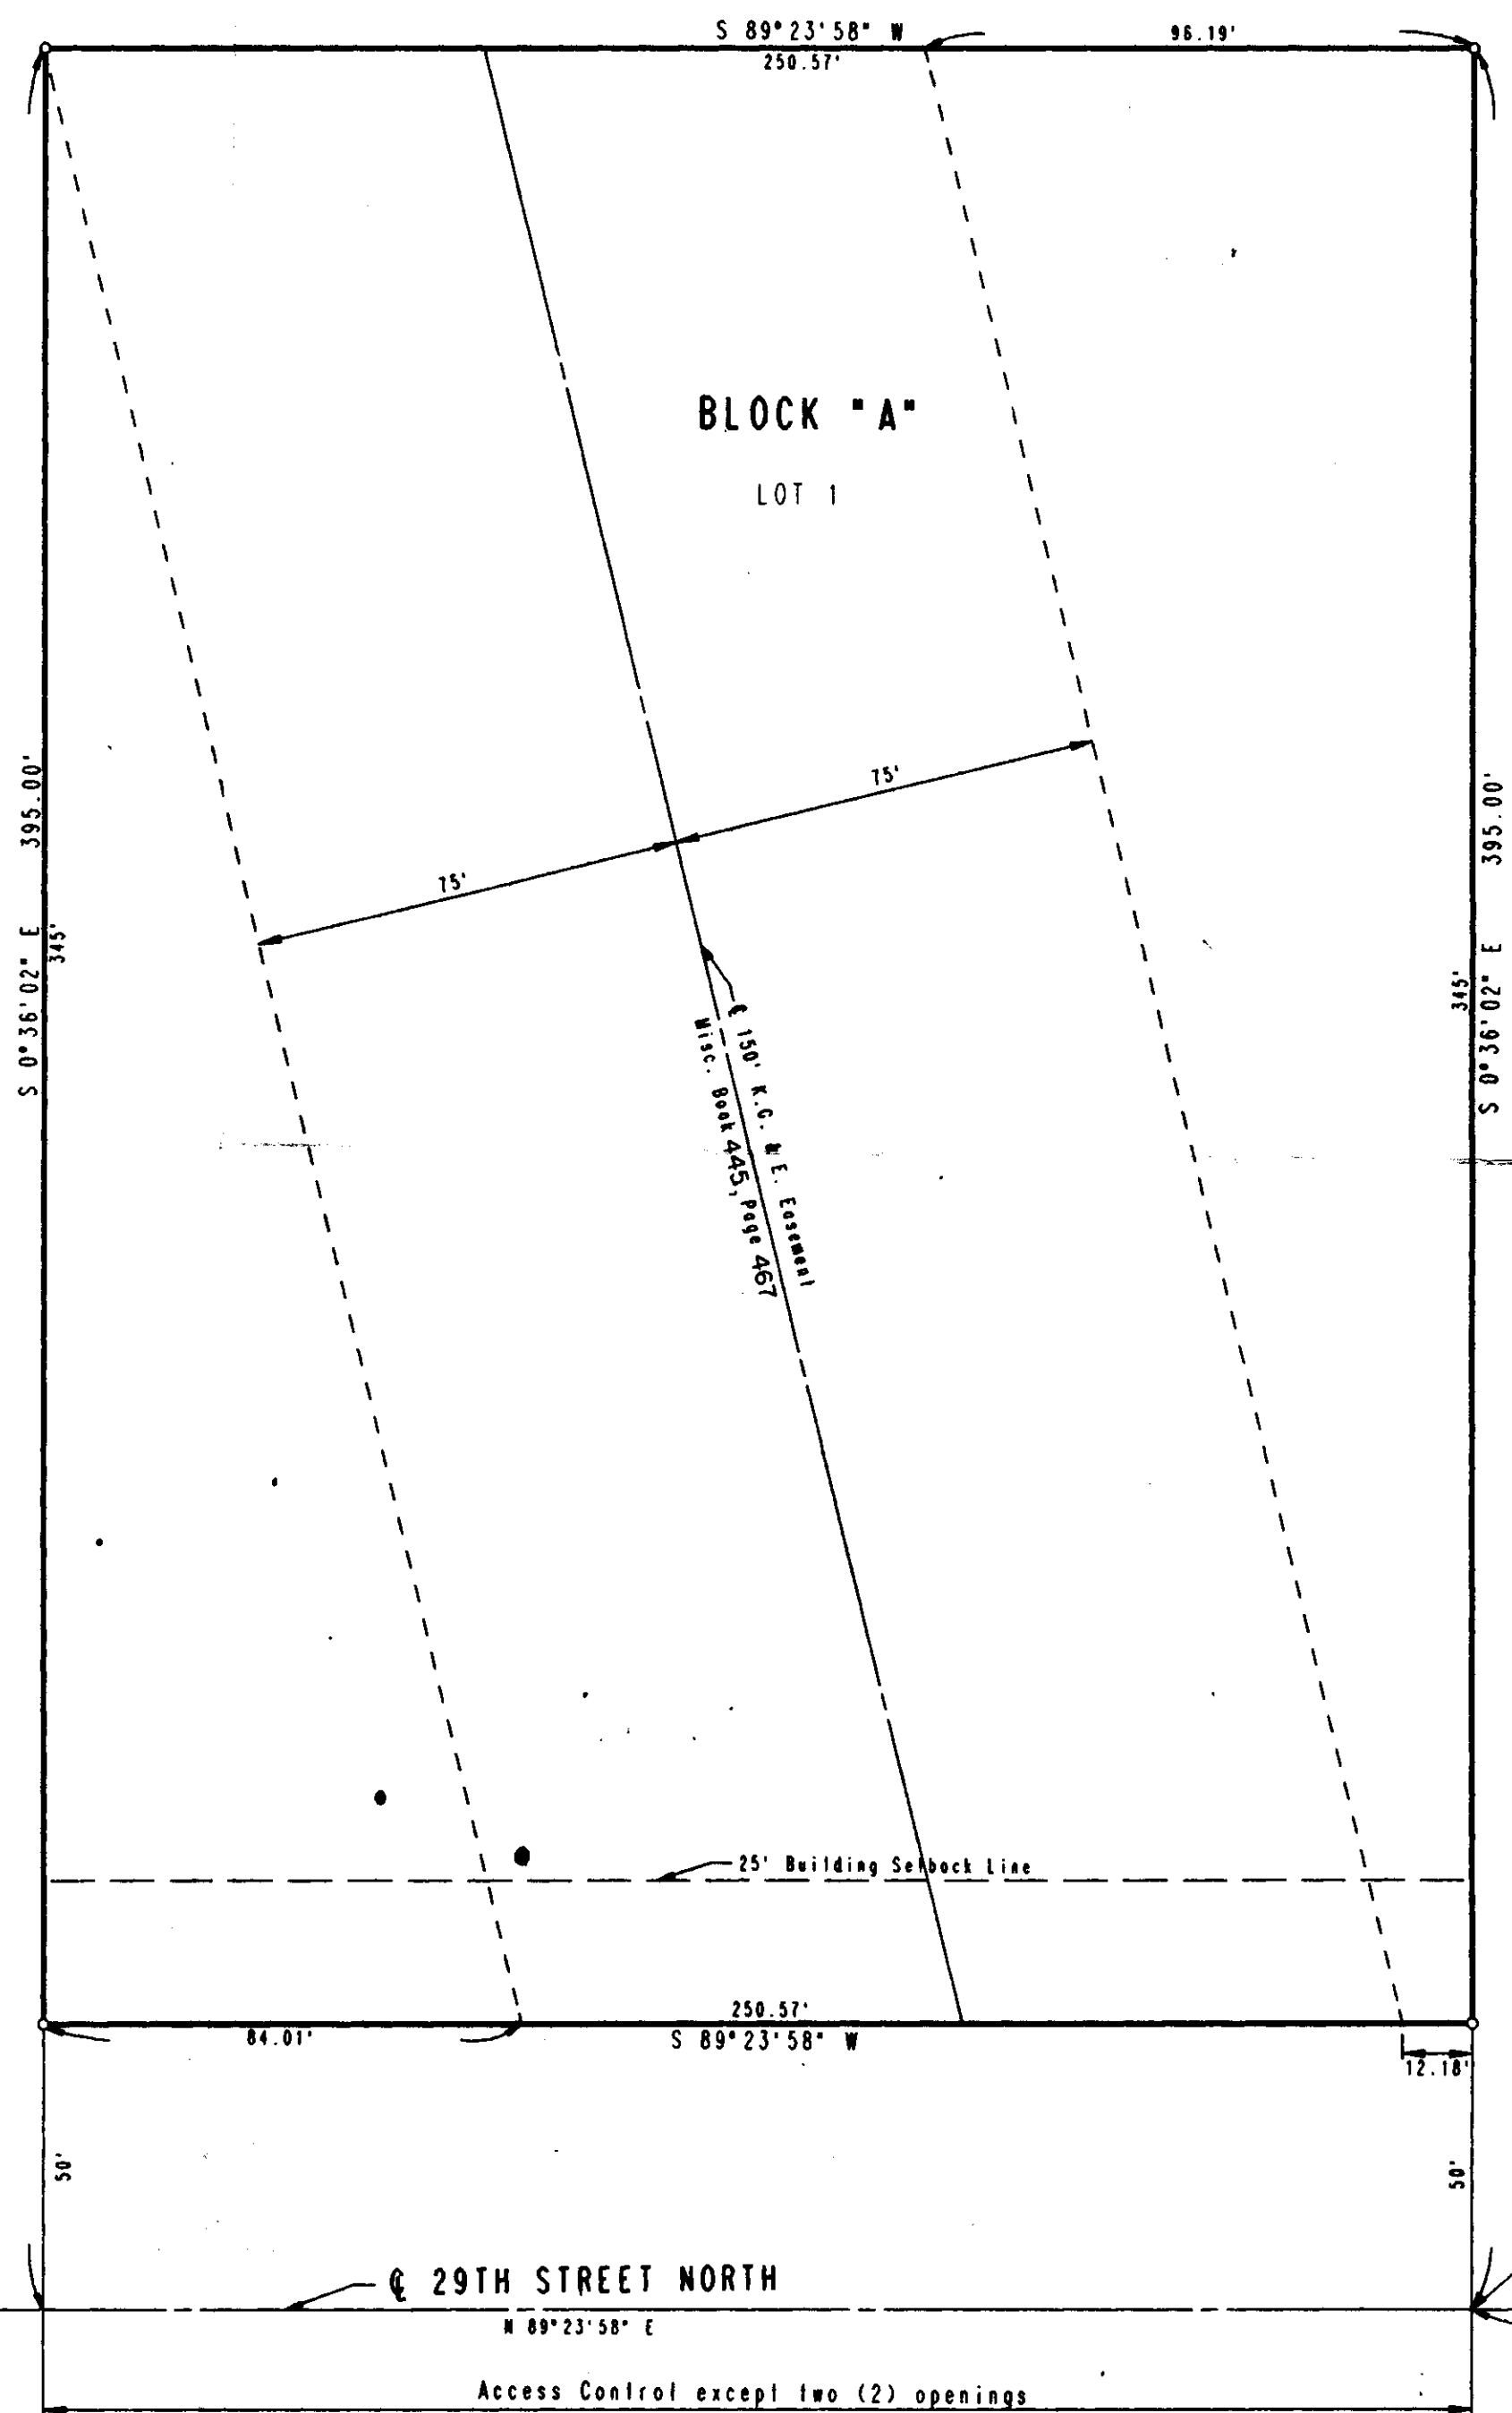 S 89°23'58" W
96.19'
250.57'
BLOCK "A"
LOT 1
75'
75'
S 0°36'02" E 395.00'
345'
345'
S 0°36'02" E 395.00'
℄ 150' K.G. & E. Easement
Misc. Book 445, Page 467
25' Building Setback Line
250.57'
84.01'
S 89°23'58" W
12.18'
50'
50'
℄ 29TH STREET NORTH
N 89°23'58" E
Access Control except two (2) openings